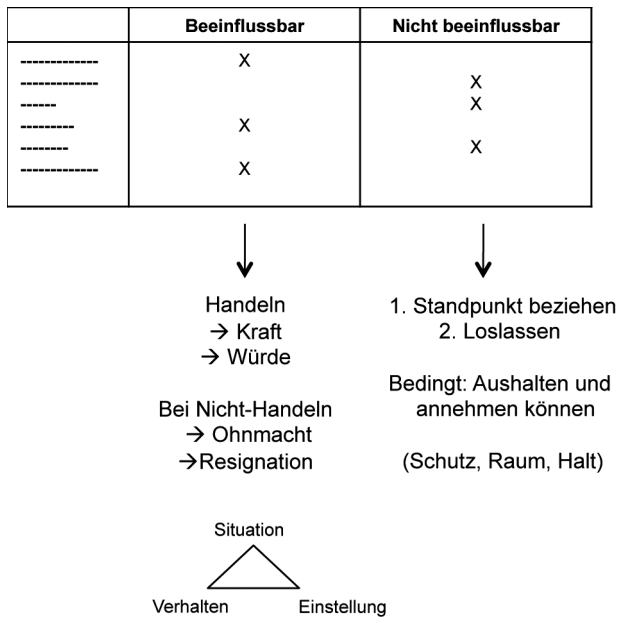 Beeinflussbar Nicht beeinflussbar
------------- X
------------- X
------ X
--------- X
-------- X
------------- X
Handeln
→ Kraft
→ Würde
Bei Nicht-Handeln
→ Ohnmacht
→Resignation
1. Standpunkt beziehen
2. Loslassen
Bedingt: Aushalten und
annehmen können
(Schutz, Raum, Halt)
Situation
Verhalten Einstellung